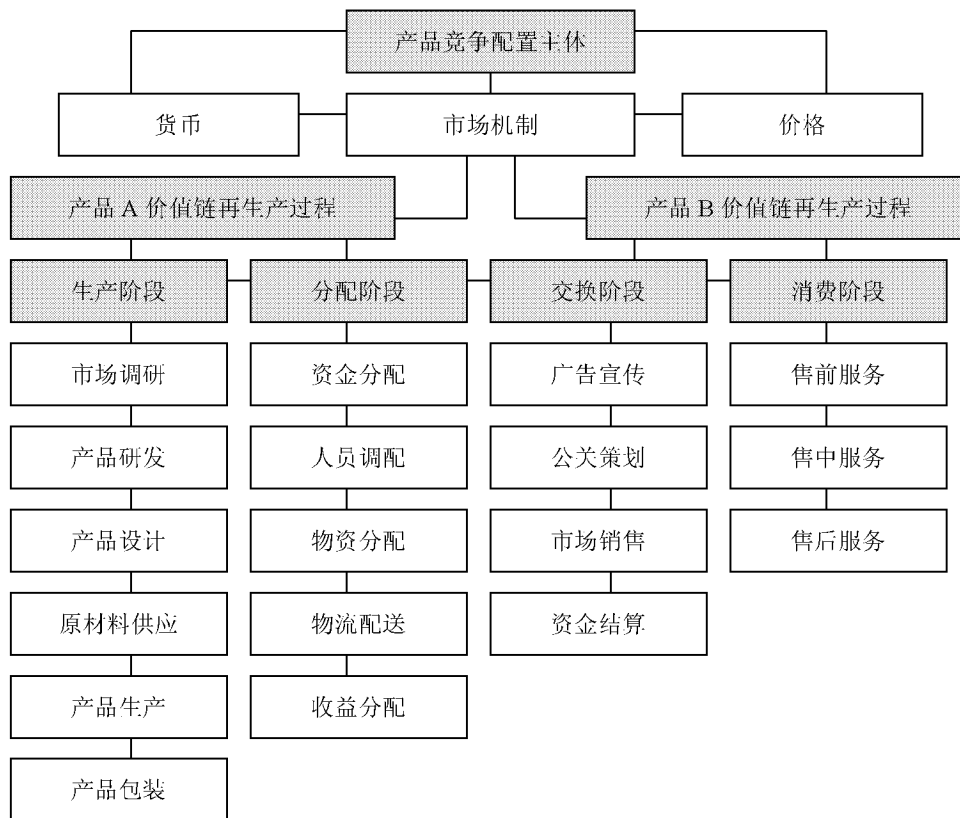 产品竞争配置主体
货币
市场机制
价格
产品 A 价值链再生产过程
产品 B 价值链再生产过程
生产阶段
分配阶段
交换阶段
消费阶段
市场调研
资金分配
广告宣传
售前服务
产品研发
人员调配
公关策划
售中服务
产品设计
物资分配
市场销售
售后服务
原材料供应
物流配送
资金结算
产品生产
收益分配
产品包装